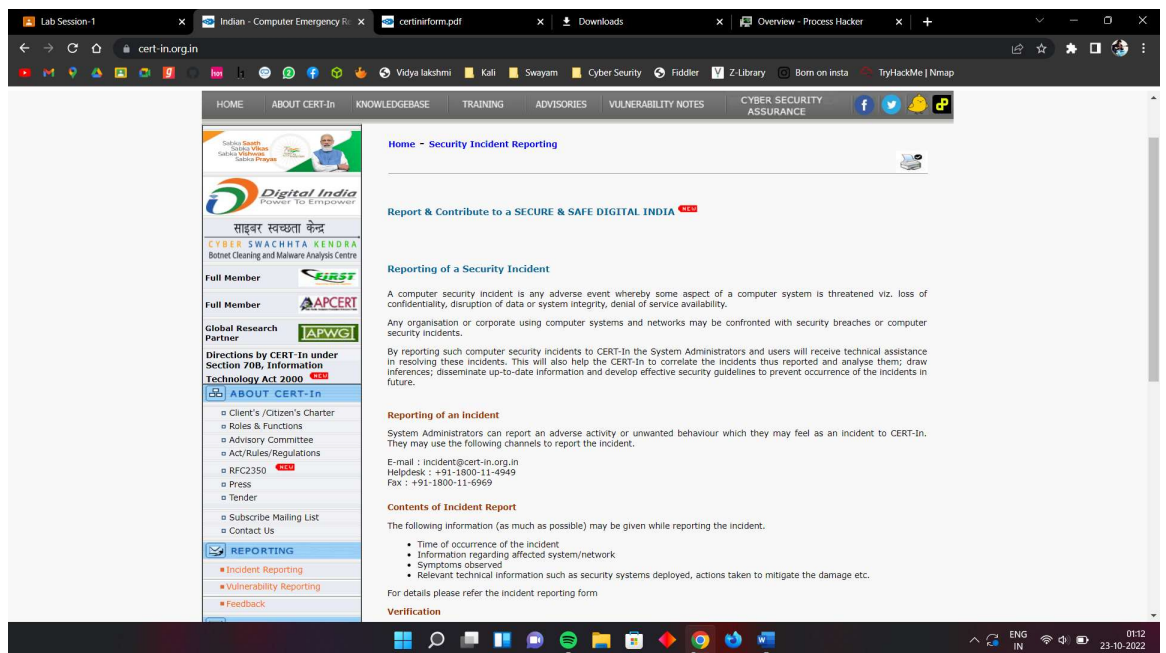 Lab Session-1
Indian - Computer Emergency Re
certinirform.pdf
Downloads
Overview - Process Hacker
cert-in.org.in
Vidya lakshmi
Kali
Swayam
Cyber Seurity
Fiddler
Z-Library
Born on insta
TryHackMe | Nmap
HOME
ABOUT CERT-In
KNOWLEDGEBASE
TRAINING
ADVISORIES
VULNERABILITY NOTES
CYBER SECURITY
ASSURANCE
Sabka Saath
Sabka Vikas
Sabka Vishwas
Sabka Prayas
Digital India
Power To Empower
साइबर स्वच्छता केन्द्र
CYBER SWACHHTA KENDRA
Botnet Cleaning and Malware Analysis Centre
Full Member
FIRST
Full Member
APCERT
Global Research
Partner
APWG
Directions by CERT-In under
Section 70B, Information
Technology Act 2000 NEW
ABOUT CERT-In
Client's /Citizen's Charter
Roles & Functions
Advisory Committee
Act/Rules/Regulations
RFC2350 NEW
Press
Tender
Subscribe Mailing List
Contact Us
REPORTING
Incident Reporting
Vulnerability Reporting
Feedback
Home - Security Incident Reporting
Report & Contribute to a SECURE & SAFE DIGITAL INDIA NEW
Reporting of a Security Incident
A computer security incident is any adverse event whereby some aspect of a computer system is threatened viz. loss of
confidentiality, disruption of data or system integrity, denial of service availability.
Any organisation or corporate using computer systems and networks may be confronted with security breaches or computer
security incidents.
By reporting such computer security incidents to CERT-In the System Administrators and users will receive technical assistance
in resolving these incidents. This will also help the CERT-In to correlate the incidents thus reported and analyse them; draw
inferences; disseminate up-to-date information and develop effective security guidelines to prevent occurrence of the incidents in
future.
Reporting of an incident
System Administrators can report an adverse activity or unwanted behaviour which they may feel as an incident to CERT-In.
They may use the following channels to report the incident.
E-mail : incident@cert-in.org.in
Helpdesk : +91-1800-11-4949
Fax : +91-1800-11-6969
Contents of Incident Report
The following information (as much as possible) may be given while reporting the incident.
Time of occurrence of the incident
Information regarding affected system/network
Symptoms observed
Relevant technical information such as security systems deployed, actions taken to mitigate the damage etc.
For details please refer the incident reporting form
Verification
ENG
IN
01:12
23-10-2022